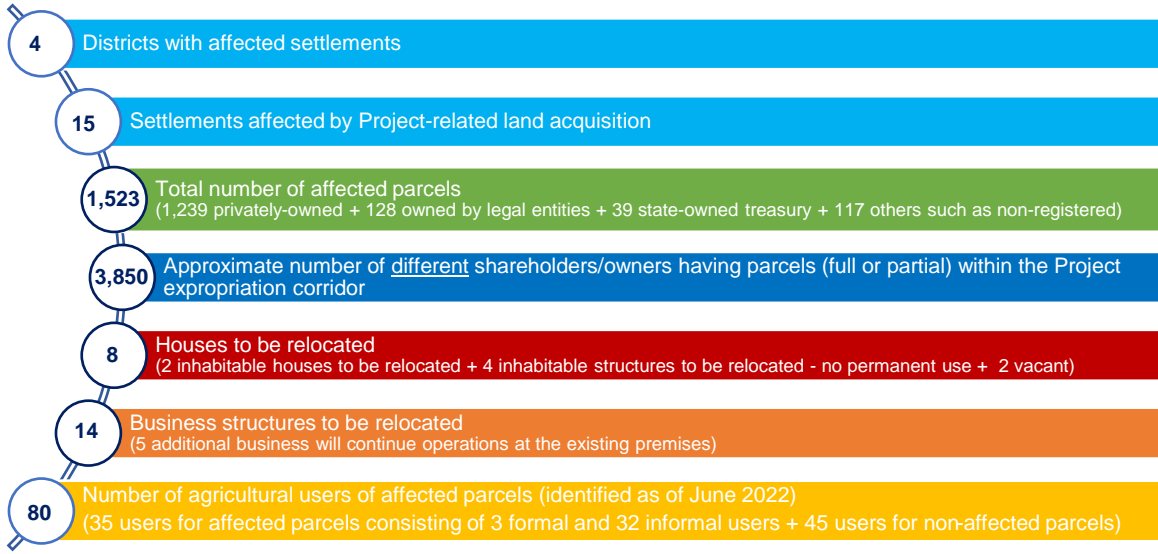 4
Districts with affected settlements
15
Settlements affected by Project-related land acquisition
1,523
Total number of affected parcels
(1,239 privately-owned + 128 owned by legal entities + 39 state-owned treasury + 117 others such as non-registered)
3,850
Approximate number of different shareholders/owners having parcels (full or partial) within the Project
expropriation corridor
8
Houses to be relocated
(2 inhabitable houses to be relocated + 4 inhabitable structures to be relocated - no permanent use + 2 vacant)
14
Business structures to be relocated
(5 additional business will continue operations at the existing premises)
80
Number of agricultural users of affected parcels (identified as of June 2022)
(35 users for affected parcels consisting of 3 formal and 32 informal users + 45 users for non-affected parcels)